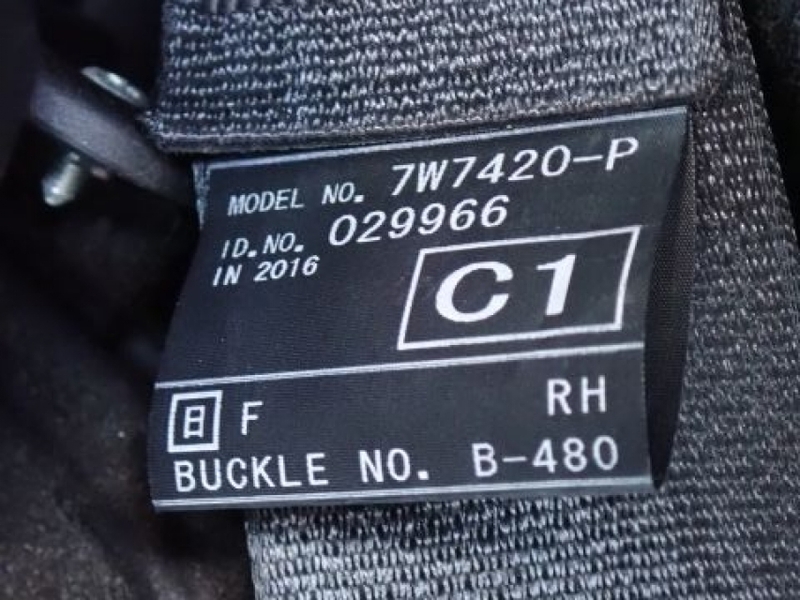 MODEL NO. 7W7420-P
ID.NO. 029966
IN 2016
C1
日 F RH
BUCKLE NO. B-480